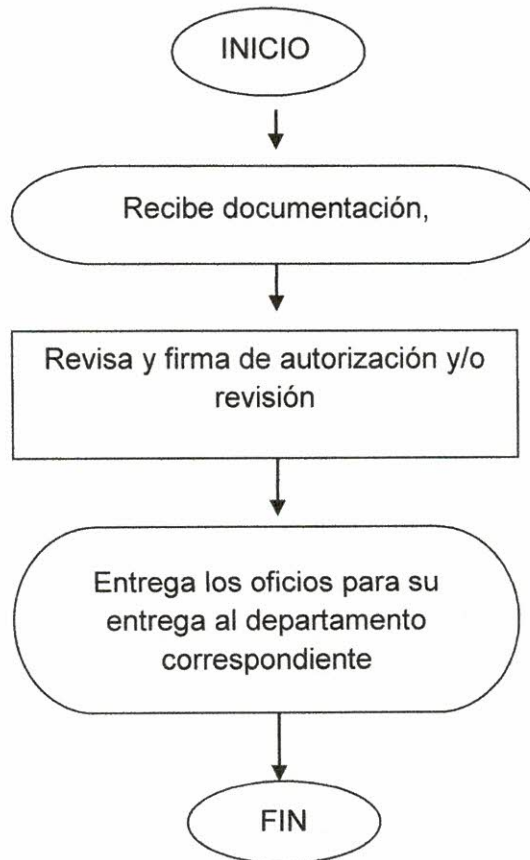 INICIO
Recibe documentación,
Revisa y firma de autorización y/o
revisión
Entrega los oficios para su
entrega al departamento
correspondiente
FIN